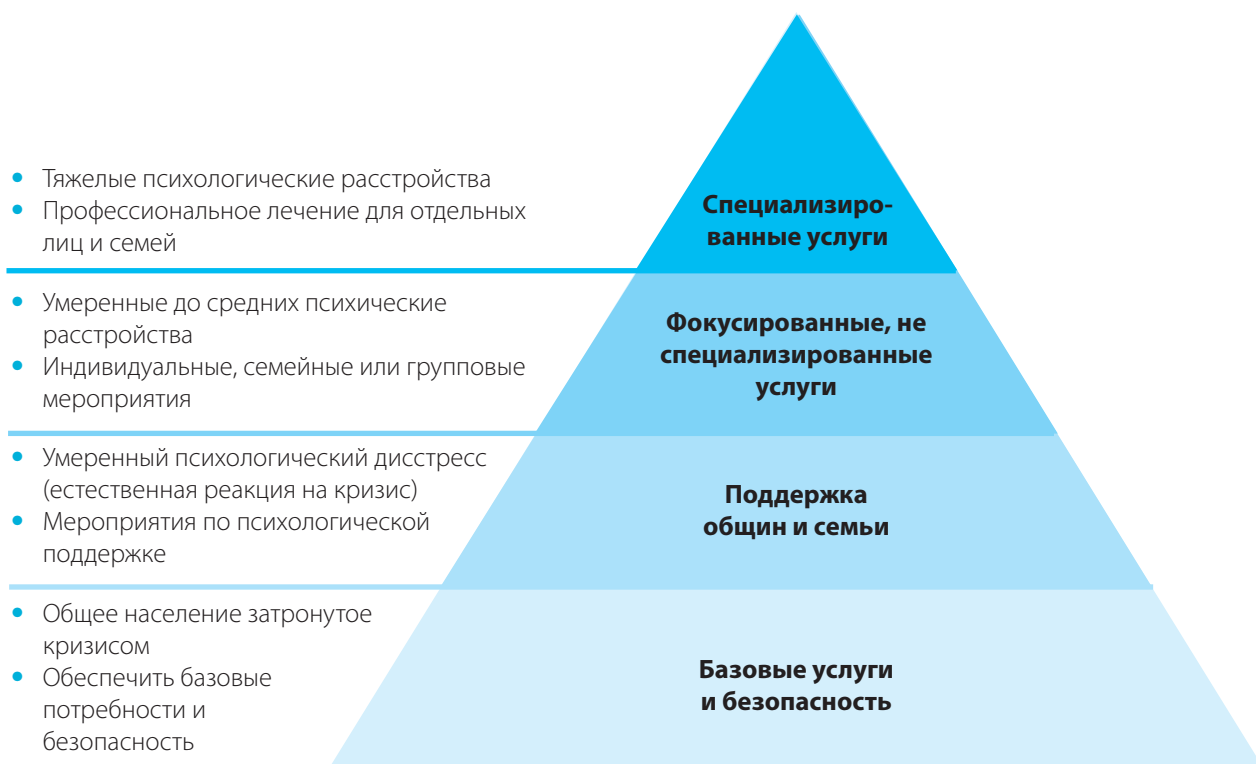 • Тяжелые психологические расстройства
• Профессиональное лечение для отдельных
лиц и семей
Специализиро-
ванные услуги
• Умеренные до средних психические
расстройства
• Индивидуальные, семейные или групповые
мероприятия
Фокусированные, не
специализированные
услуги
• Умеренный психологический дисстресс
(естественная реакция на кризис)
• Мероприятия по психологической
поддержке
Поддержка
общин и семьи
• Общее население затронутое
кризисом
• Обеспечить базовые
потребности и
безопасность
Базовые услуги
и безопасность